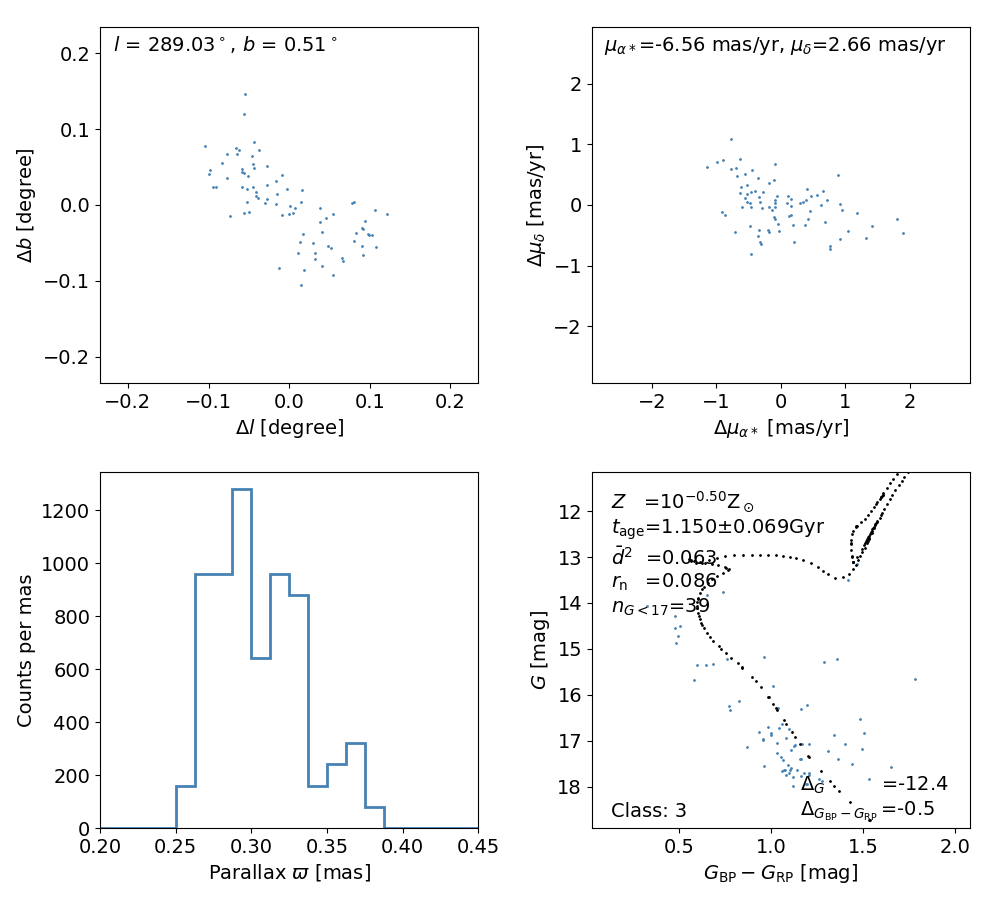 l = 289.03°, b = 0.51°
0.2
0.1
0.0
−0.1
−0.2
−0.2 −0.1 0.0 0.1 0.2
Δb [degree]
Δl [degree]
μα*=-6.56 mas/yr, μδ=2.66 mas/yr
2
1
0
−1
−2
−2 −1 0 1 2
Δμδ [mas/yr]
Δμα* [mas/yr]
1200
1000
800
600
400
200
0
0.20 0.25 0.30 0.35 0.40 0.45
Counts per mas
Parallax ϖ [mas]
Z =10^−0.50 Z⊙
t_age=1.150±0.069Gyr
d̄² =0.063
r_n =0.086
n_G<17=39
12
13
14
15
16
17
18
G [mag]
Δ_G =-12.4
Δ_GBP−GRP=-0.5
Class: 3
0.5 1.0 1.5 2.0
G_BP − G_RP [mag]